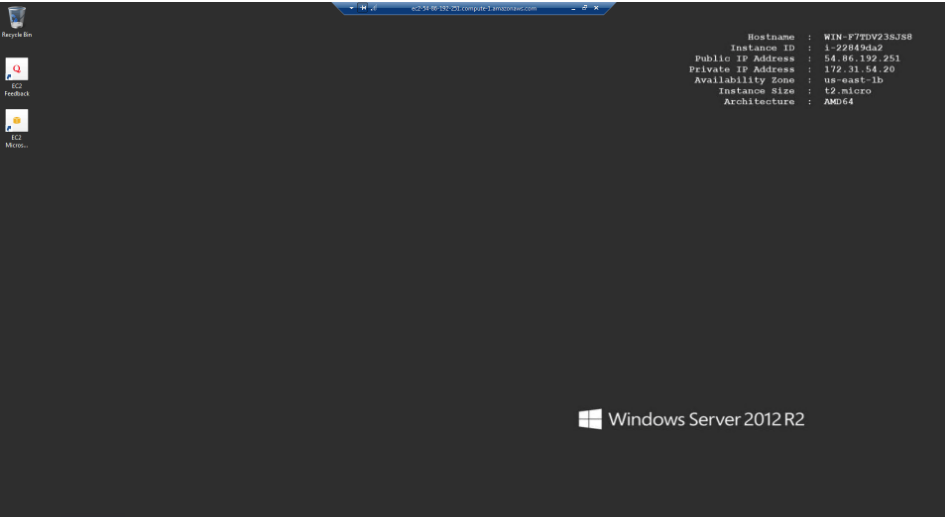 ec2-54-86-192-251.compute-1.amazonaws.com
Recycle Bin
EC2
Feedback
EC2
Micros...
Hostname : WIN-F7TDV23SJS8
Instance ID : i-22849da2
Public IP Address : 54.86.192.251
Private IP Address : 172.31.54.20
Availability Zone : us-east-1b
Instance Size : t2.micro
Architecture : AMD64
Windows Server 2012 R2